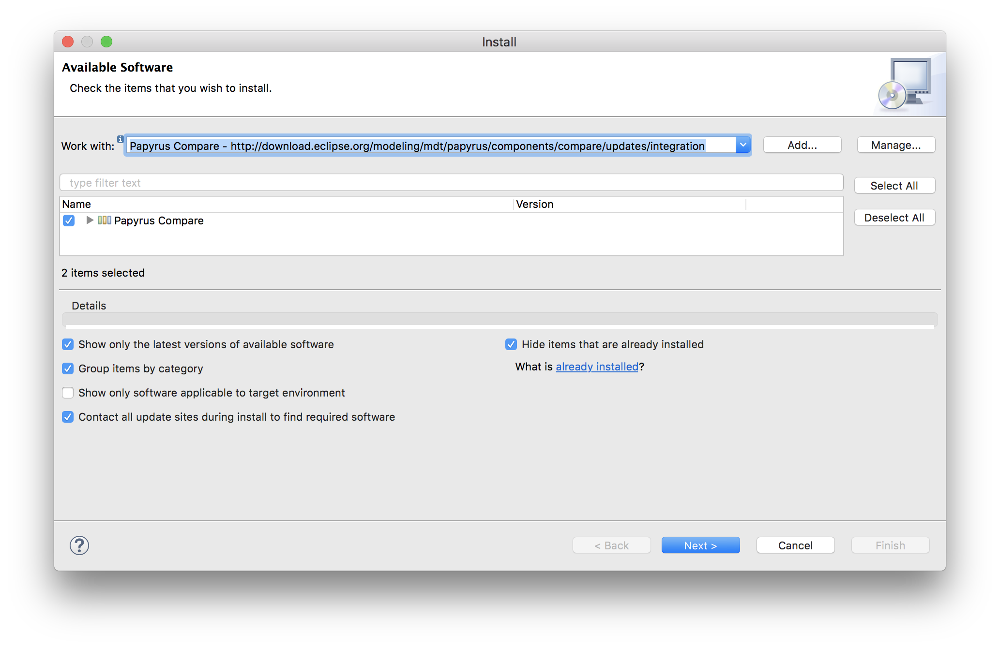 Install
Available Software
Check the items that you wish to install.
Work with: Papyrus Compare - http://download.eclipse.org/modeling/mdt/papyrus/components/compare/updates/integration Add... Manage...
type filter text
Select All
Name Version
Deselect All
Papyrus Compare
2 items selected
Details
Show only the latest versions of available software Hide items that are already installed
Group items by category What is already installed?
Show only software applicable to target environment
Contact all update sites during install to find required software
? < Back Next > Cancel Finish